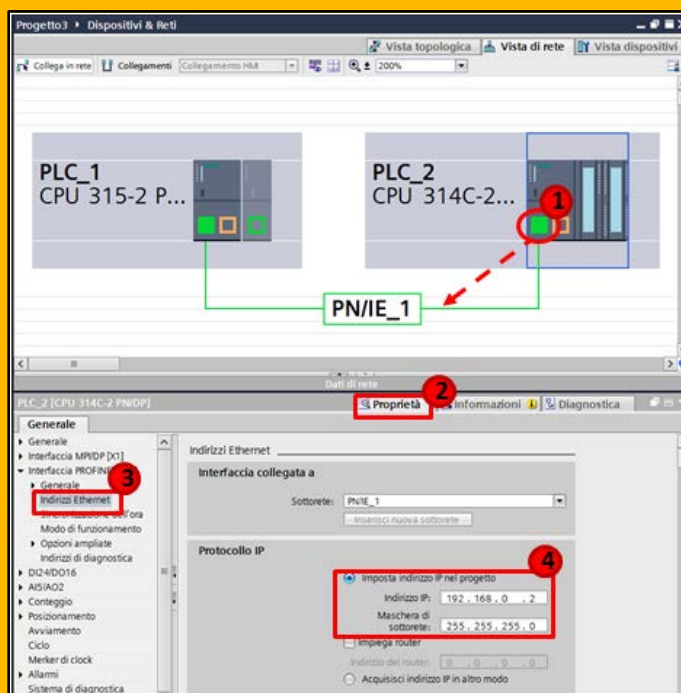 Progetto3 ▸ Dispositivi & Reti
Vista topologica Vista di rete Vista dispositivi
Collega in rete Collegamenti Collegamento HMI 200%
PLC_1
CPU 315-2 P...
PLC_2
CPU 314C-2...
1
PN/IE_1
Dati di rete
2
PLC_2 [CPU 314C-2 PN/DP]
Proprietà Informazioni Diagnostica
Generale
Generale
Interfaccia MPI/DP [X1]
Interfaccia PROFINE
3
Generale
Indirizzi Ethernet
Sincronizzazione dell'ora
Modo di funzionamento
Opzioni ampliate
Indirizzi di diagnostica
DI24/DO16
AI5/AO2
Conteggio
Posizionamento
Avviamento
Ciclo
Merker di clock
Allarmi
Sistema di diagnostica
Indirizzi Ethernet
Interfaccia collegata a
Sottorete: PN/IE_1
Inserisci nuova sottorete
Protocollo IP
4
Imposta indirizzo IP nel progetto
Indirizzo IP: 192 . 168 . 0 . 2
Maschera di
sottorete: 255 . 255 . 255 . 0
Impiega router
Indirizzo del router: 0 . 0 . 0 . 0
Acquisisci indirizzo IP in altro modo